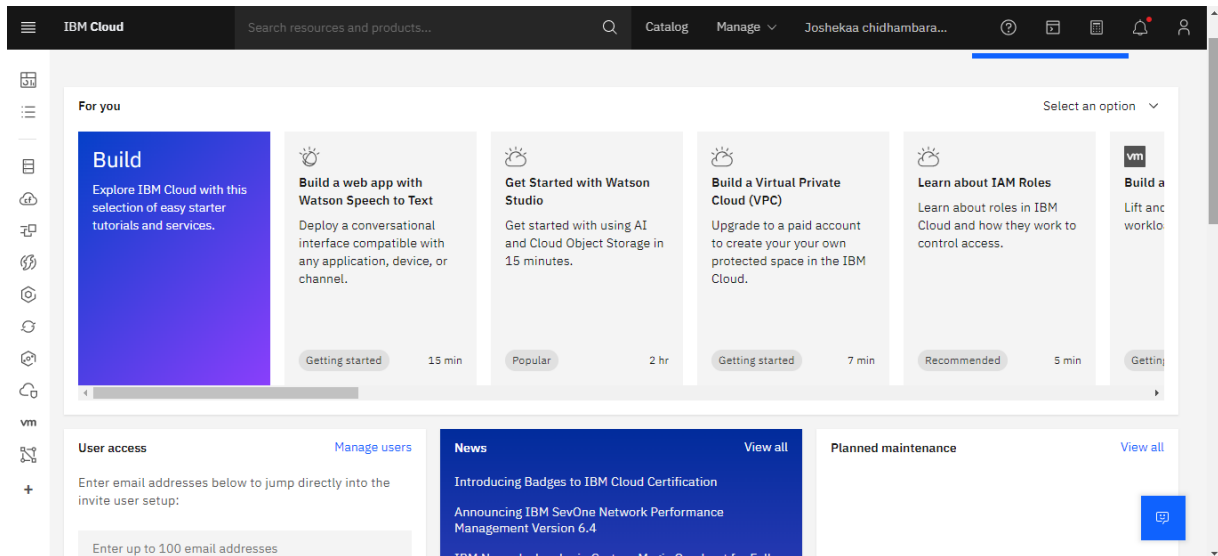 IBM Cloud
Search resources and products...
Catalog
Manage
Joshekaa chidhambara...
For you
Select an option
Build
Explore IBM Cloud with this
selection of easy starter
tutorials and services.
Build a web app with
Watson Speech to Text
Deploy a conversational
interface compatible with
any application, device, or
channel.
Getting started
15 min
Get Started with Watson
Studio
Get started with using AI
and Cloud Object Storage in
15 minutes.
Popular
2 hr
Build a Virtual Private
Cloud (VPC)
Upgrade to a paid account
to create your your own
protected space in the IBM
Cloud.
Getting started
7 min
Learn about IAM Roles
Learn about roles in IBM
Cloud and how they work to
control access.
Recommended
5 min
vm
Build a
Lift and
worklo
Getting
vm
User access
Manage users
Enter email addresses below to jump directly into the
invite user setup:
Enter up to 100 email addresses
News
View all
Introducing Badges to IBM Cloud Certification
Announcing IBM SevOne Network Performance
Management Version 6.4
Planned maintenance
View all